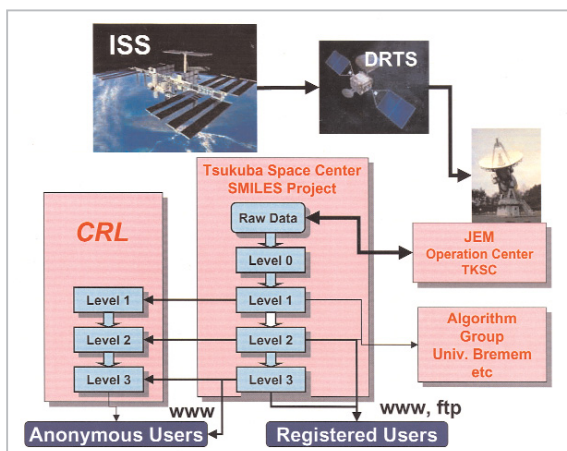 ISS
DRTS
Tsukuba Space Center
SMILES Project
CRL
Raw Data
JEM
Operation Center
TKSC
Level 0
Level 1
Level 1
Level 2
Level 2
Level 3
Level 3
Algorithm
Group
Univ. Bremem
etc
www
www, ftp
Anonymous Users
Registered Users